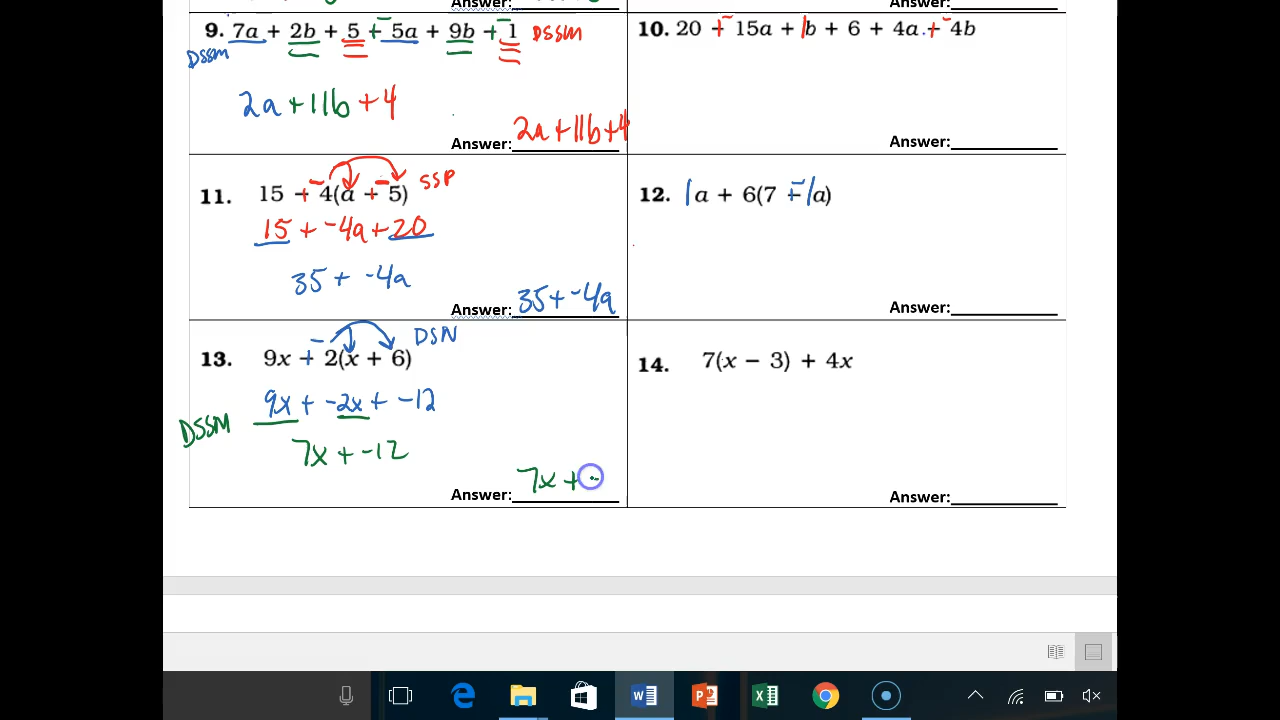 9. 7a + 2b + 5 + ⁻5a + 9b + ⁻1 DSSM
DSSM
2a + 11b + 4
Answer: 2a + 11b + 4
10. 20 + ⁻15a + 1b + 6 + 4a + ⁻4b
Answer:
11. 15 + ⁻4(a + ⁻5) SSP
15 + -4a + 20
35 + -4a
Answer: 35 + -4a
12. 1a + 6(7 + ⁻1a)
Answer:
13. 9x + ⁻2(x + 6) DSN
9x + -2x + -12
DSSM
7x + -12
Answer: 7x +
14. 7(x − 3) + 4x
Answer: